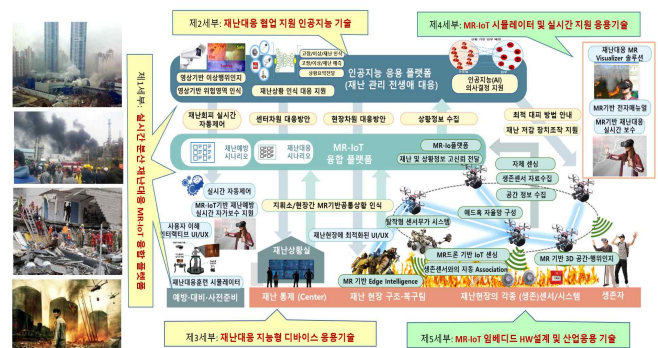 제2세부: 재난대응 협업 지원 인공지능 기술
제4세부: MR-IoT 시뮬레이터 및 실시간 지원 응용기술
제1세부: 실시간 분산 재난대응 MR-IoT 융합 플랫폼
영상기반 이상행위인지
영상기반 위험영역 인식
고장/이상/재난 인식
고장/이상/재난 예측
상황요약전달
재난상황 인식 대응 지원
인공지능 응용 플랫폼
(재난 관리 전생애 대응)
인공지능(AI)
의사결정 지원
재난대응 MR
Visualizer 솔루션
MR기반 전자매뉴얼
MR기반 재난대응
실시간 보수
재난회피 실시간
자동제어
센터차원 대응방안
현장차원 대응방안
상황정보 수집
최적 대피 방법 안내
재난 저감 장치조작 지원
재난예방
시나리오
재난대응
시나리오
MR-IoT
융합 플랫폼
MR-Io플랫폼
재난 및 상황정보 고신뢰 전달
자체 센싱
생존센서 자료수집
공간 정보 수집
애드혹 자율망 구성
실시간 자동제어
MR-IoT기반 재난예방
실시간 자가보수 지원
사용자 이해
인터랙티브 UI/UX
재난대응훈련 시뮬레이터
지휘소/현장간 MR기반공통상황 인식
탈착형 센서부가 시스템
재난현장에 최적화된 UI/UX
재난상황실
MR드론 기반 IoT 센싱
생존센서와의 자동 Association
MR 기반 3D 공간-행위인지
MR 기반 Edge Intelligence
예방-대비-사전준비
재난 통제 (Center)
재난 현장 구조-복구팀
재난현장의 각종 (생존)센서/시스템
생존자
제3세부: 재난대응 지능형 디바이스 응용기술
제5세부: MR-IoT 임베디드 HW설계 및 산업응용 기술